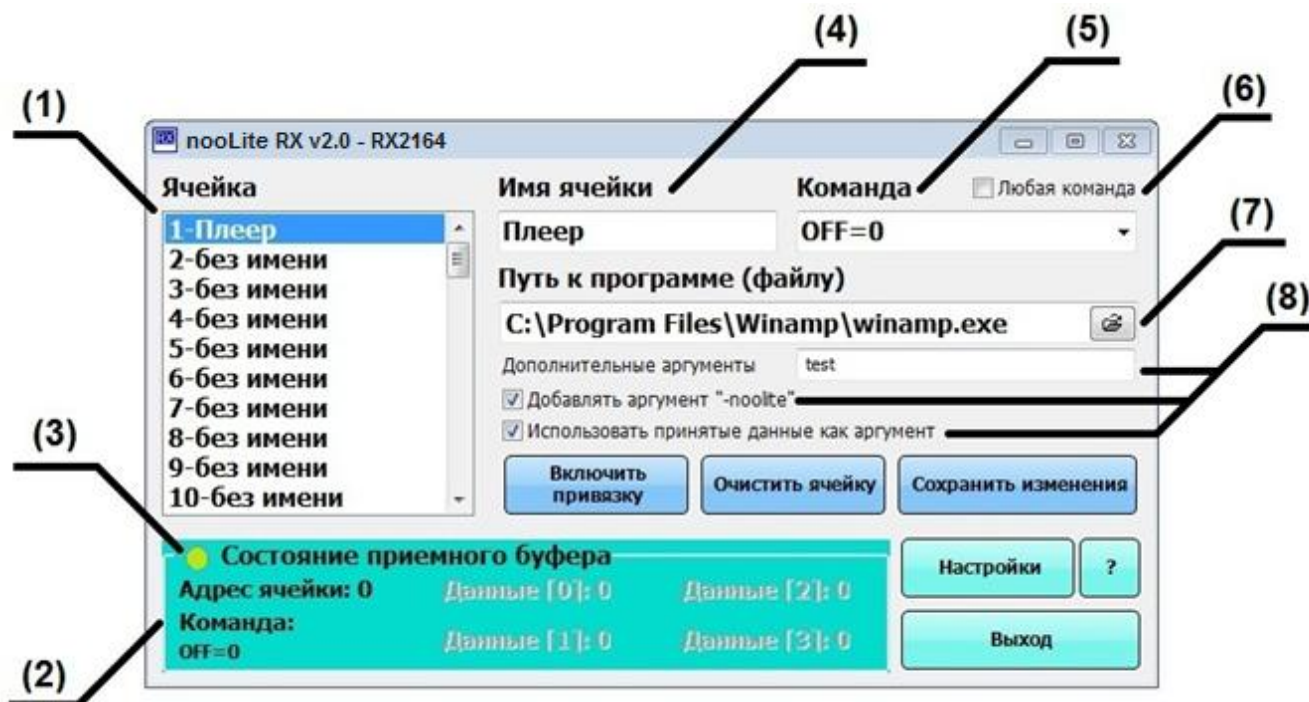 (4)
(5)
(1)
(6)
nooLite RX v2.0 - RX2164
Ячейка
Имя ячейки
Команда
Любая команда
1-Плеер
2-без имени
3-без имени
4-без имени
5-без имени
6-без имени
7-без имени
8-без имени
9-без имени
10-без имени
Плеер
OFF=0
(7)
Путь к программе (файлу)
C:\Program Files\Winamp\winamp.exe
(8)
Дополнительные аргументы
test
Добавлять аргумент "-noolite"
Использовать принятые данные как аргумент
(3)
Включить
привязку
Очистить ячейку
Сохранить изменения
Состояние приемного буфера
Адрес ячейки: 0
Данные [0]: 0
Данные [2]: 0
Команда:
OFF=0
Данные [1]: 0
Данные [3]: 0
Настройки
?
Выход
(2)